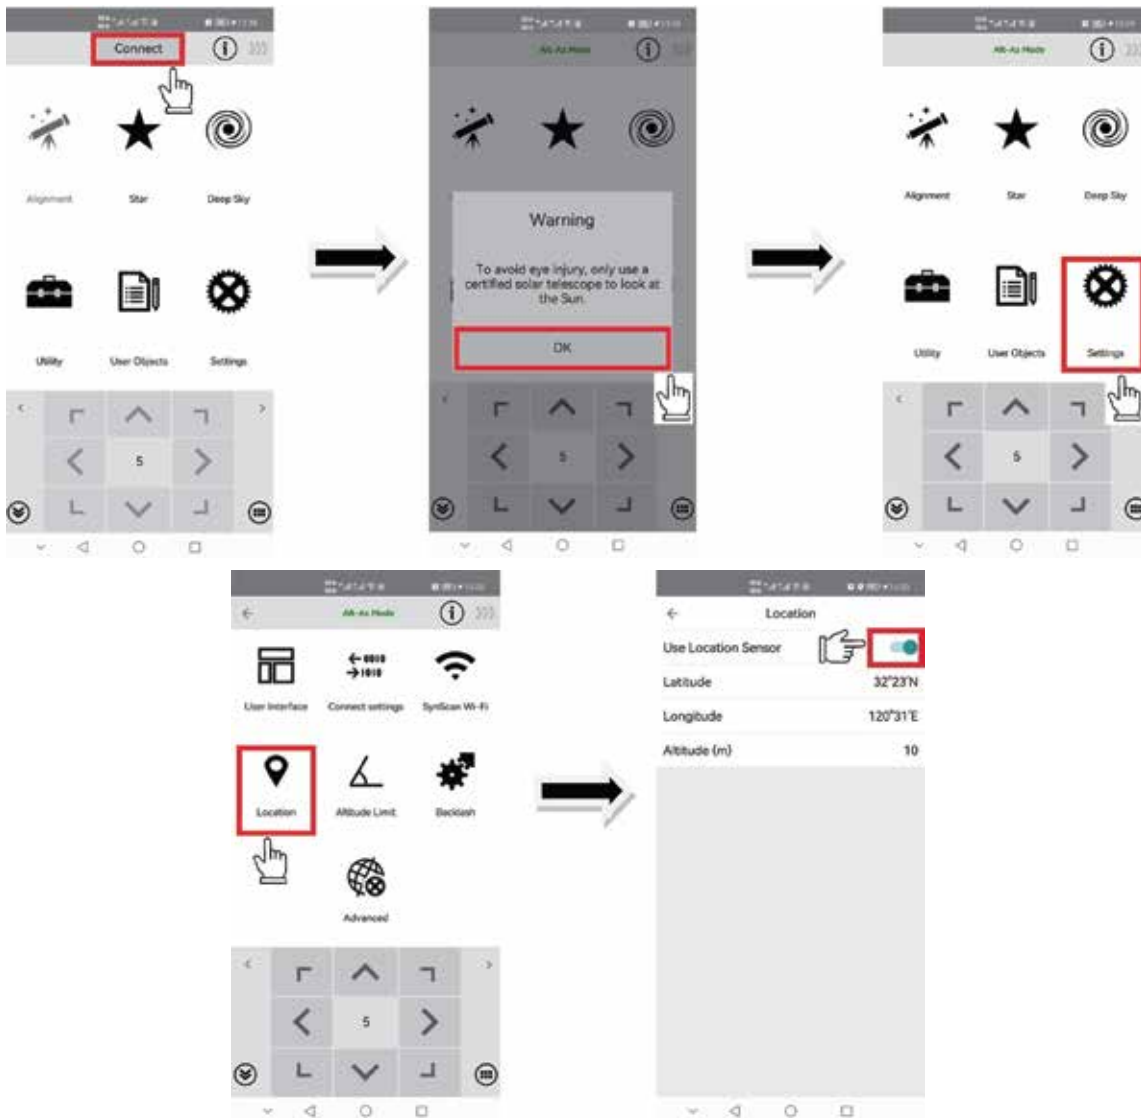 Connect
Alignment Star Deep Sky
Utility User Objects Settings
5
Alt-Az Mode
Warning
To avoid eye injury, only use a
certified solar telescope to look at
the Sun.
OK
5
Alt-Az Mode
Alignment Star Deep Sky
Utility User Objects Settings
5
Alt-Az Mode
User Interface Connect settings SynScan Wi-Fi
0010
1010
Location Altitude Limit Backlash
Advanced
5
Location
Use Location Sensor
Latitude 32°23'N
Longitude 120°31'E
Altitude (m) 10